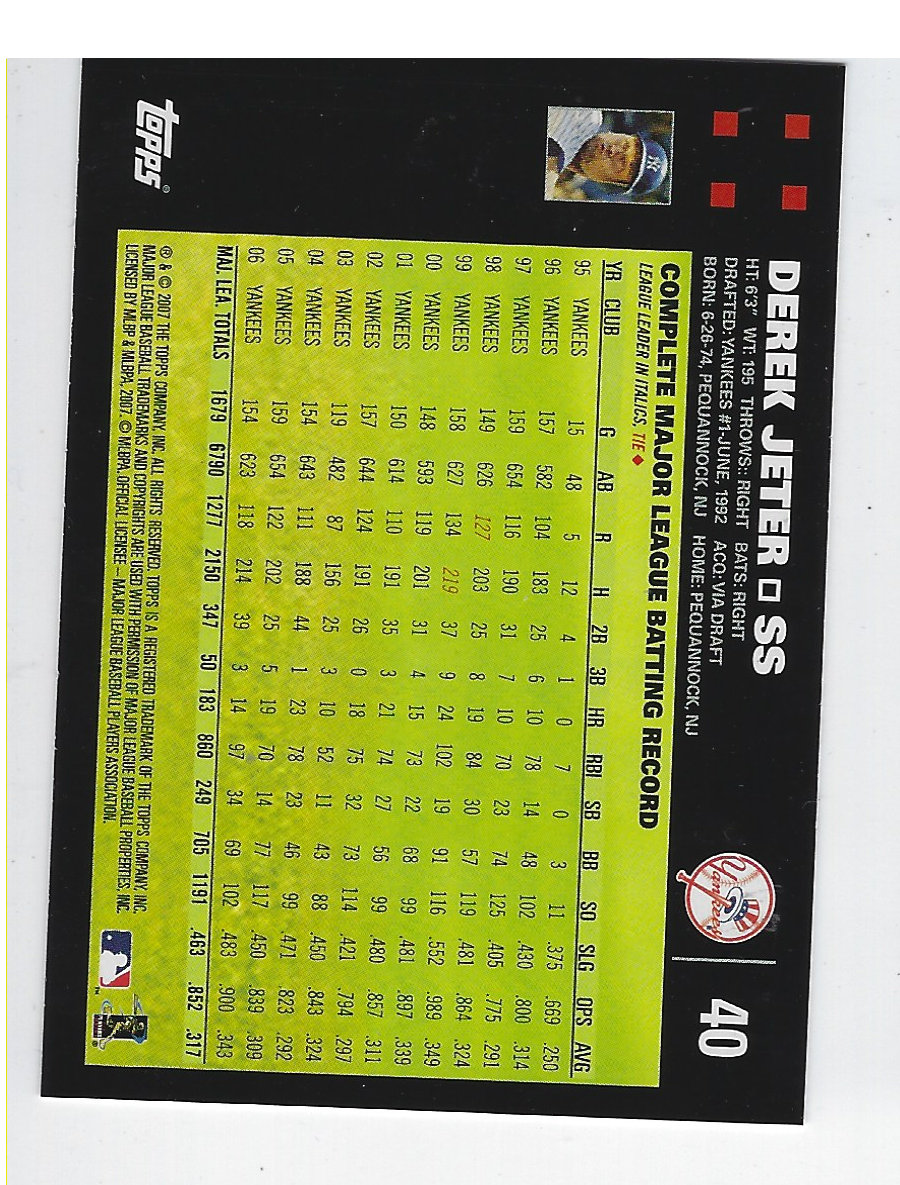 DEREK JETER □ SS
HT: 6'3" WT: 195 THROWS: RIGHT BATS: RIGHT
DRAFTED: YANKEES #1-JUNE, 1992 ACQ: VIA DRAFT
BORN: 6-26-74, PEQUANNOCK, NJ HOME: PEQUANNOCK, NJ
Yankees
40
COMPLETE MAJOR LEAGUE BATTING RECORD
LEAGUE LEADER IN ITALICS, TIE ♦
YR CLUB G AB R H 2B 3B HR RBI SB BB SO SLG OPS AVG
95 YANKEES 15 48 5 12 4 1 0 7 0 3 11 .375 .669 .250
96 YANKEES 157 582 104 183 25 6 10 78 14 48 102 .430 .800 .314
97 YANKEES 159 654 116 190 31 7 10 70 23 74 125 .405 .775 .291
98 YANKEES 149 626 127 203 25 8 19 84 30 57 119 .481 .864 .324
99 YANKEES 158 627 134 219 37 9 24 102 19 91 116 .552 .989 .349
00 YANKEES 148 593 119 201 31 4 15 73 22 68 99 .481 .897 .339
01 YANKEES 150 614 110 191 35 3 21 74 27 56 99 .480 .857 .311
02 YANKEES 157 644 124 191 26 0 18 75 32 73 114 .421 .794 .297
03 YANKEES 119 482 87 156 25 3 10 52 11 43 88 .450 .843 .324
04 YANKEES 154 643 111 188 44 1 23 78 23 46 99 .471 .823 .292
05 YANKEES 159 654 122 202 25 5 19 70 14 77 117 .450 .839 .309
06 YANKEES 154 623 118 214 39 3 14 97 34 69 102 .483 .900 .343
MAJ. LEA. TOTALS 1679 6790 1277 2150 347 50 183 860 249 705 1191 .463 .852 .317
® & © 2007 THE TOPPS COMPANY, INC. ALL RIGHTS RESERVED. TOPPS IS A REGISTERED TRADEMARK OF THE TOPPS COMPANY, INC.
MAJOR LEAGUE BASEBALL TRADEMARKS AND COPYRIGHTS ARE USED WITH PERMISSION OF MAJOR LEAGUE BASEBALL PROPERTIES, INC.
LICENSED BY MLBP & MLBPA, 2007. © MLBPA. OFFICIAL LICENSEE – MAJOR LEAGUE BASEBALL PLAYERS ASSOCIATION.
topps®